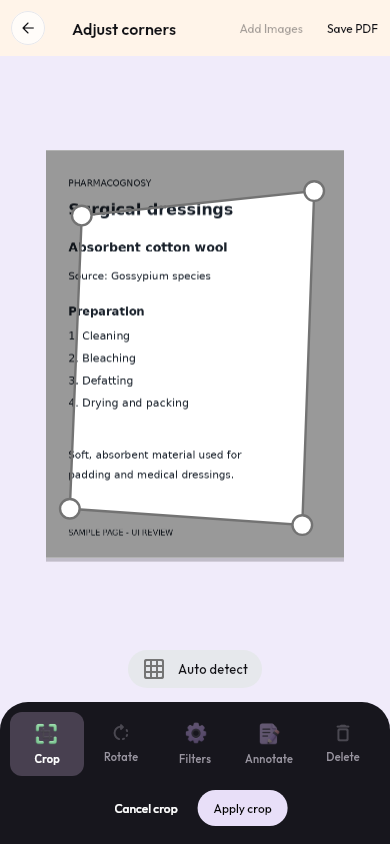 Adjust corners
Add Images
Save PDF
PHARMACOGNOSY
Surgical dressings
Absorbent cotton wool
Source: Gossypium species
Preparation
1. Cleaning
2. Bleaching
3. Defatting
4. Drying and packing
Soft, absorbent material used for
padding and medical dressings.
SAMPLE PAGE - UI REVIEW
Auto detect
Crop
Rotate
Filters
Annotate
Delete
Cancel crop
Apply crop